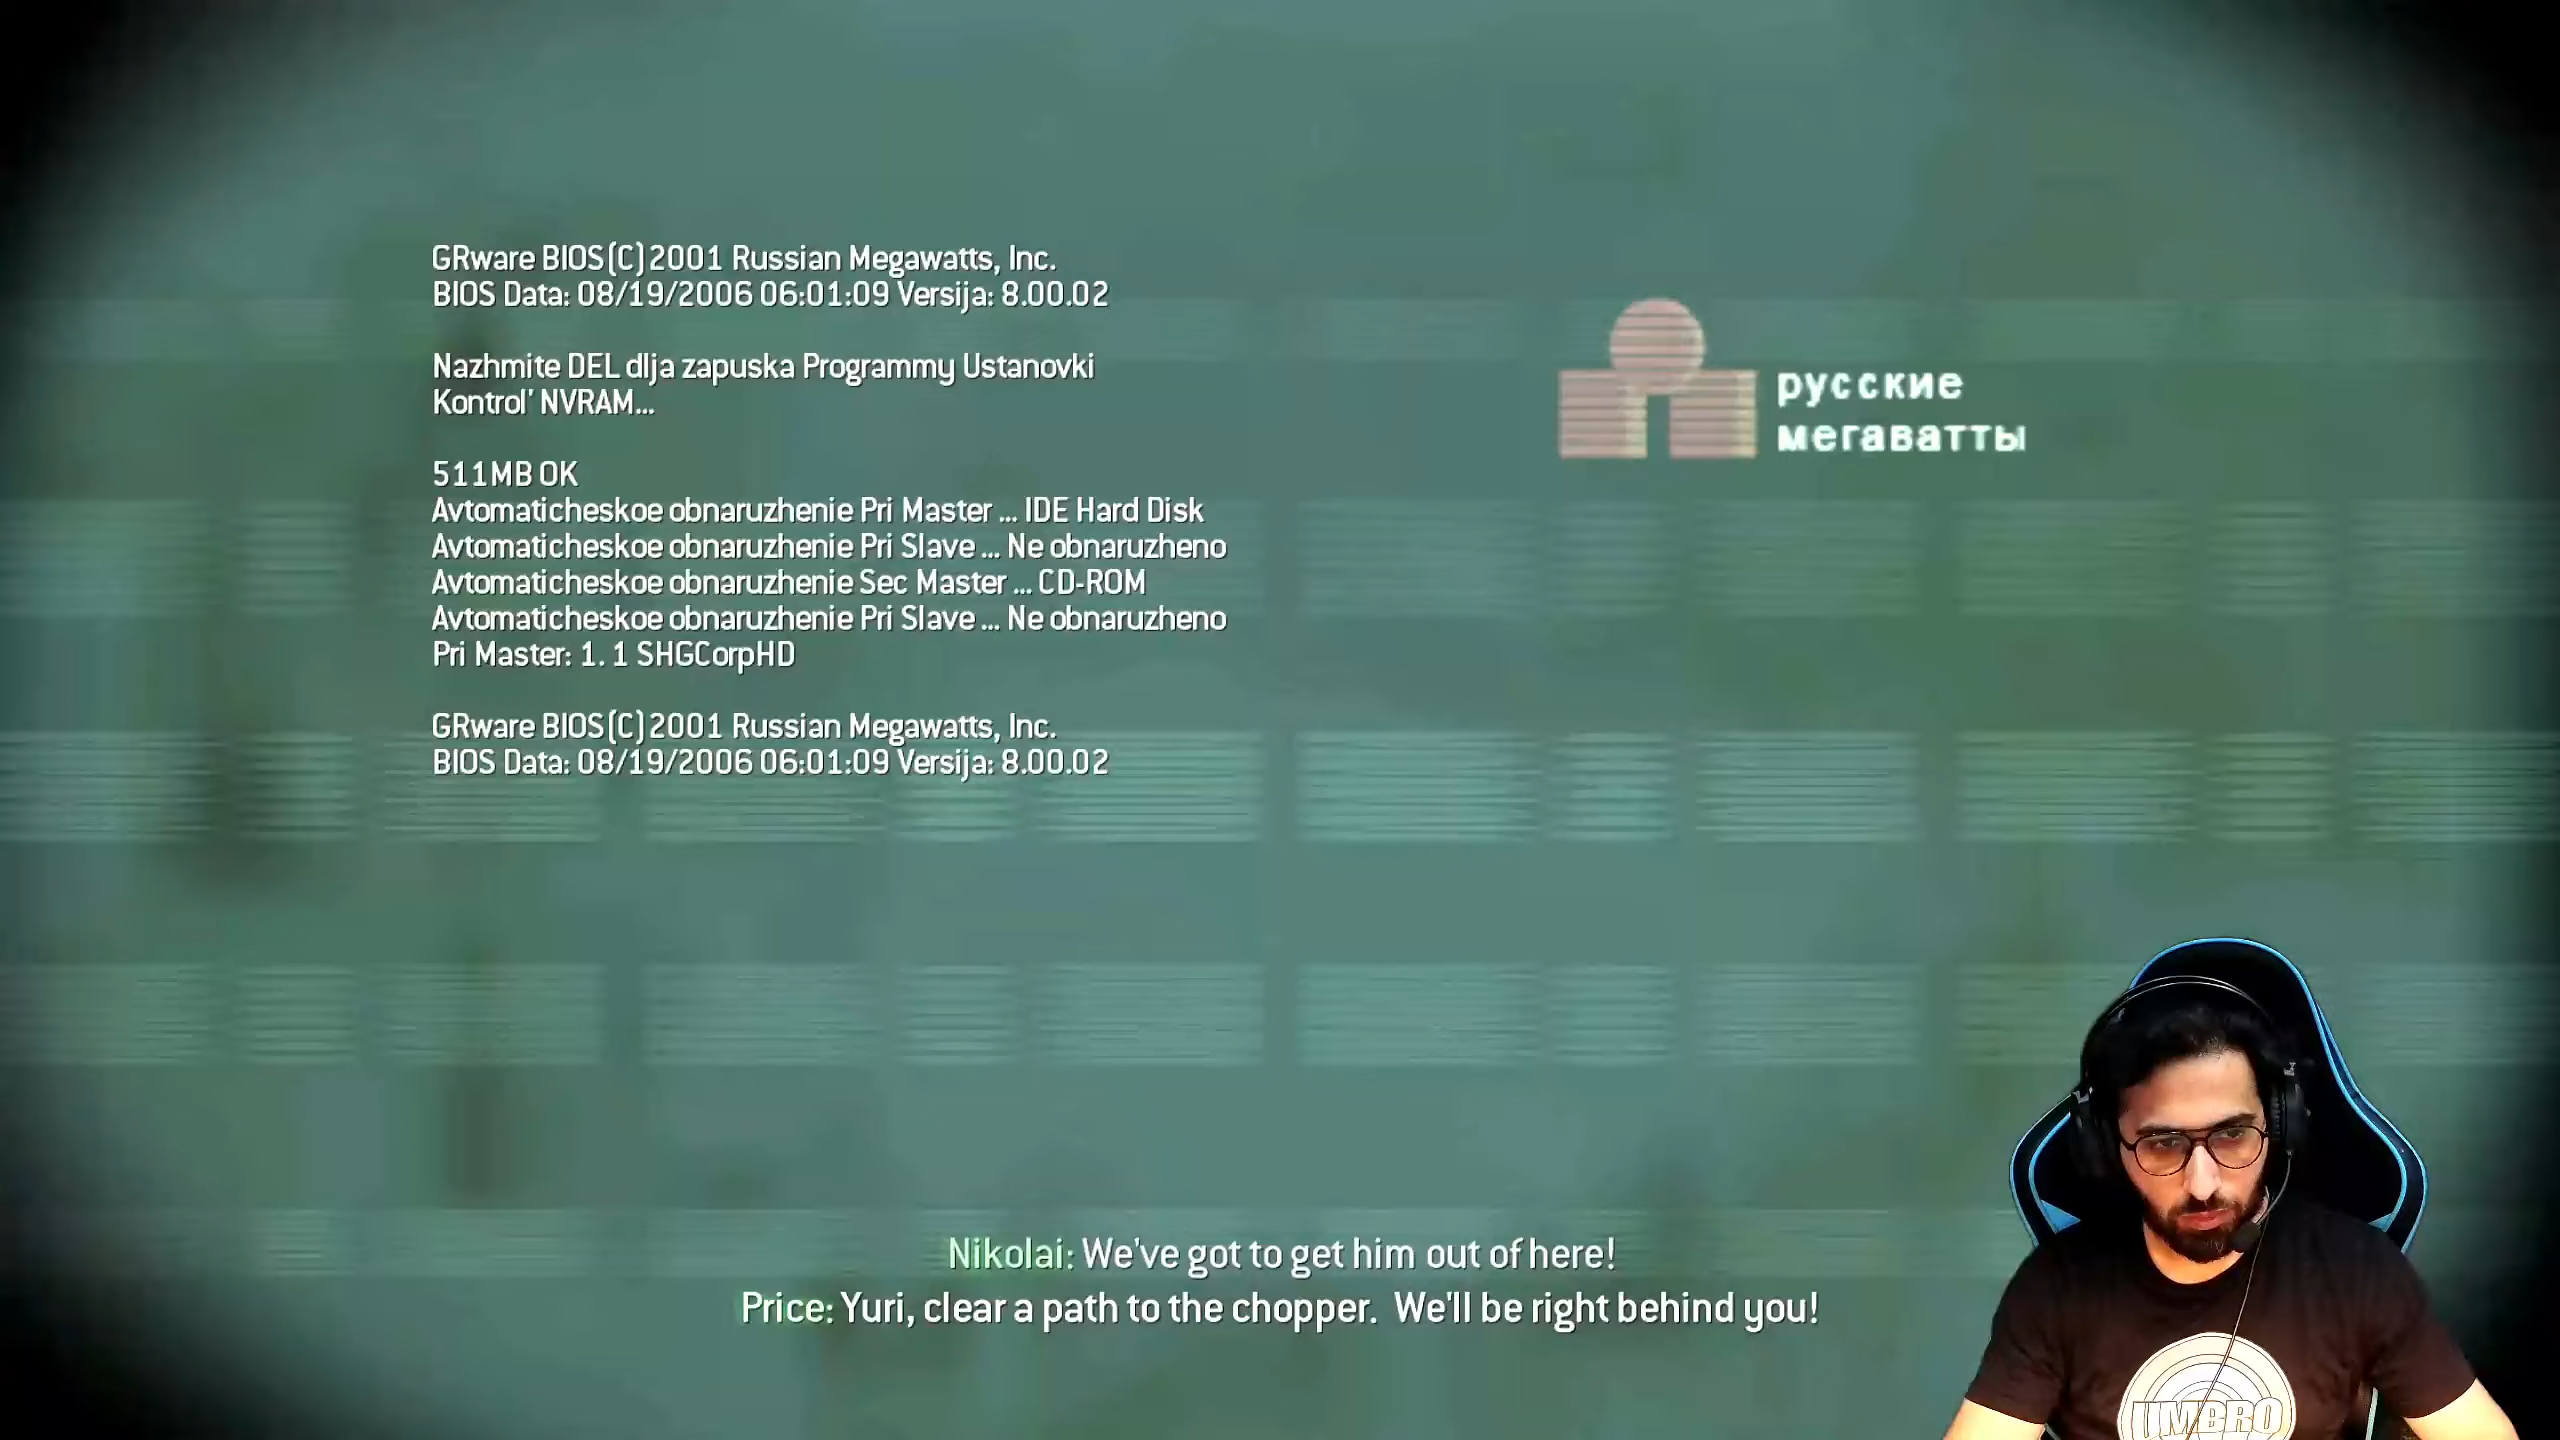 GRware BIOS(C)2001 Russian Megawatts, Inc.
BIOS Data: 08/19/2006 06:01:09 Versija: 8.00.02
Nazhmite DEL dlja zapuska Programmy Ustanovki
Kontrol' NVRAM...
511MB OK
Avtomaticheskoe obnaruzhenie Pri Master ... IDE Hard Disk
Avtomaticheskoe obnaruzhenie Pri Slave ... Ne obnaruzheno
Avtomaticheskoe obnaruzhenie Sec Master ... CD-ROM
Avtomaticheskoe obnaruzhenie Pri Slave ... Ne obnaruzheno
Pri Master: 1. 1 SHGCorpHD
GRware BIOS(C)2001 Russian Megawatts, Inc.
BIOS Data: 08/19/2006 06:01:09 Versija: 8.00.02
русские
мегаватты
Nikolai: We've got to get him out of here!
Price: Yuri, clear a path to the chopper. We'll be right behind you!
UMBRO